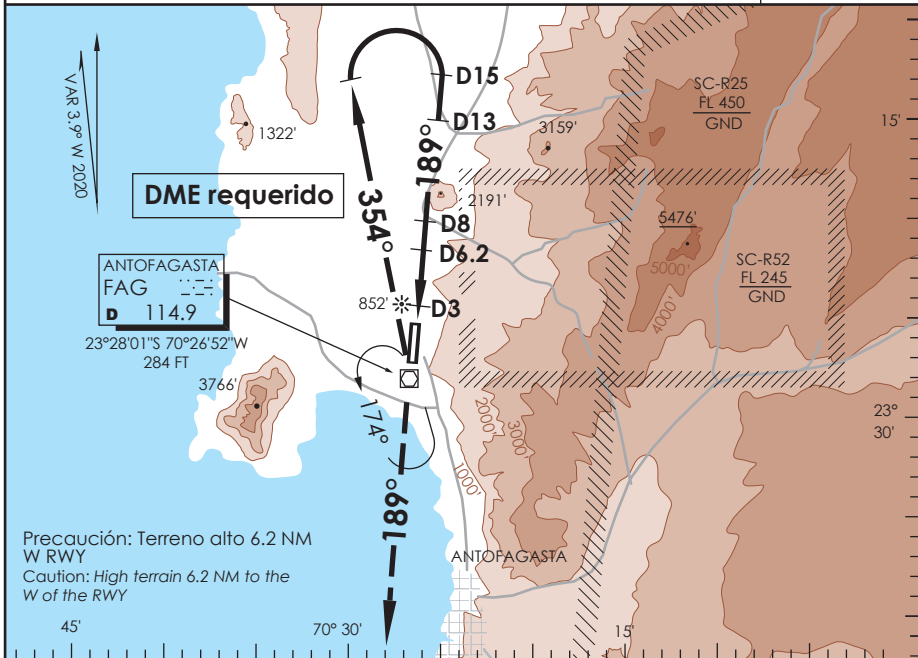 VAR 3.9° W 2020
D15
D13
SC-R25
FL 450
GND
15'
1322'
3159'
189°
DME requerido
354°
2191'
D8
D6.2
5476'
5000'
SC-R52
FL 245
GND
4000'
ANTOFAGASTA
FAG
D 114.9
23°28'01"S 70°26'52"W
284 FT
852'
D3
3766'
174°
2000'
3000'
1000'
23°
30'
189°
Precaución: Terreno alto 6.2 NM
W RWY
Caution: High terrain 6.2 NM to the
W of the RWY
ANTOFAGASTA
45'
70° 30'
15'